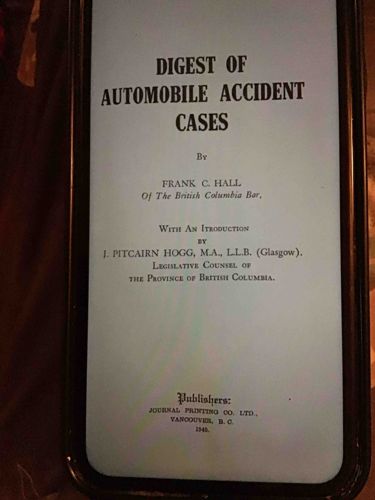 DIGEST OF
AUTOMOBILE ACCIDENT
CASES
By
FRANK C. HALL
Of The British Columbia Bar,
With An Itroduction
by
J. PITCAIRN HOGG, M.A., L.L.B. (Glasgow).
Legislative Counsel of
the Province of British Columbia.
Publishers:
JOURNAL PRINTING CO. LTD.,
VANCOUVER, B. C.
1940.